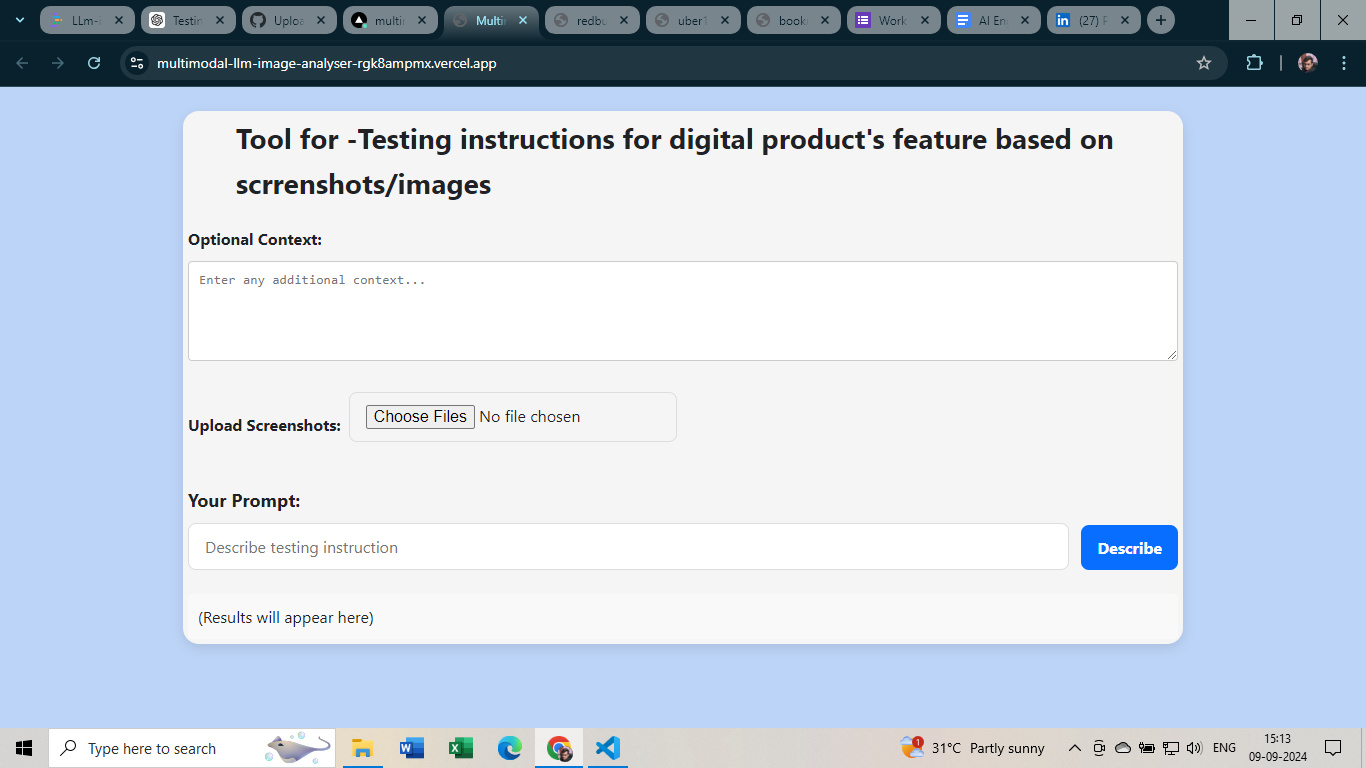 LLm-i
Testin
Uploa
multi
Multi
redbu
uber1
book
Work
AI En
(27) F
multimodal-llm-image-analyser-rgk8ampmx.vercel.app
Tool for -Testing instructions for digital product's feature based on
scrrenshots/images
Optional Context:
Enter any additional context...
Upload Screenshots:
Choose Files No file chosen
Your Prompt:
Describe testing instruction
Describe
(Results will appear here)
Type here to search
1
31°C Partly sunny
ENG
15:13
09-09-2024